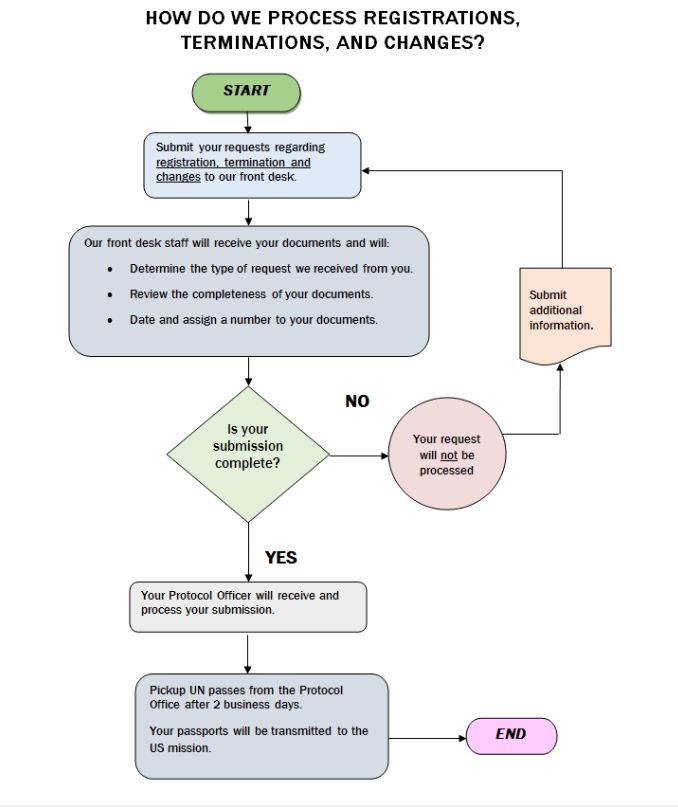 HOW DO WE PROCESS REGISTRATIONS,
TERMINATIONS, AND CHANGES?
START
Submit your requests regarding
registration, termination and
changes to our front desk.
Our front desk staff will receive your documents and will:
• Determine the type of request we received from you.
• Review the completeness of your documents.
• Date and assign a number to your documents.
Submit
additional
information.
NO
Is your
submission
complete?
Your request
will not be
processed
YES
Your Protocol Officer will receive and
process your submission.
Pickup UN passes from the Protocol
Office after 2 business days.
Your passports will be transmitted to the
US mission.
END